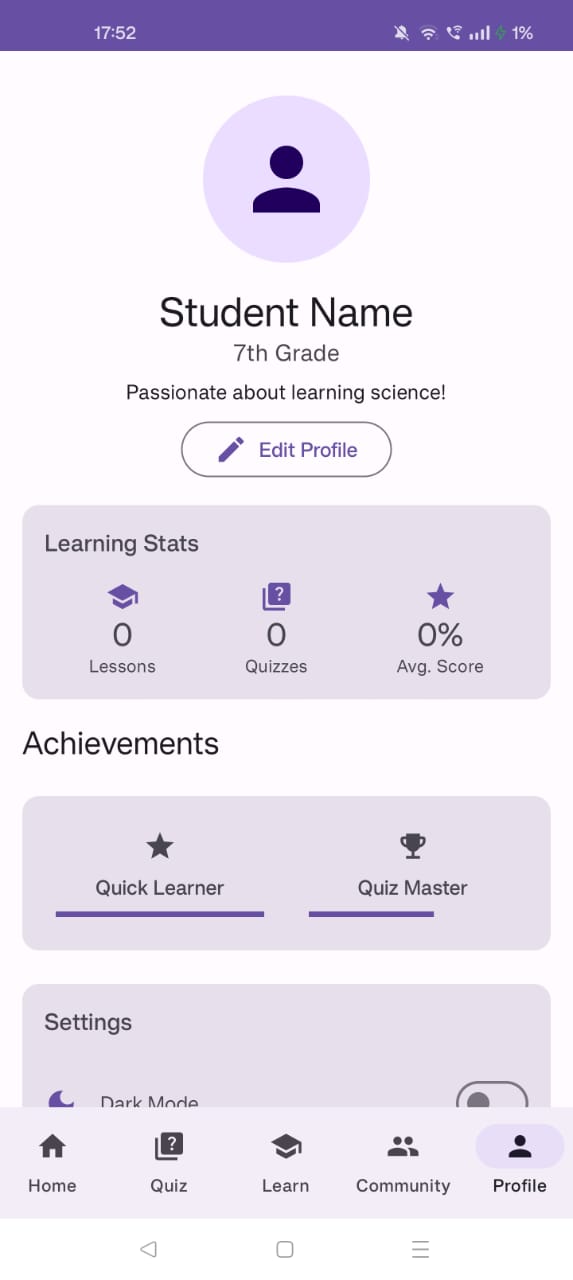 17:52 1%
Student Name
7th Grade
Passionate about learning science!
Edit Profile
Learning Stats
0 0 0%
Lessons Quizzes Avg. Score
Achievements
Quick Learner Quiz Master
Settings
Dark Mode
Home Quiz Learn Community Profile